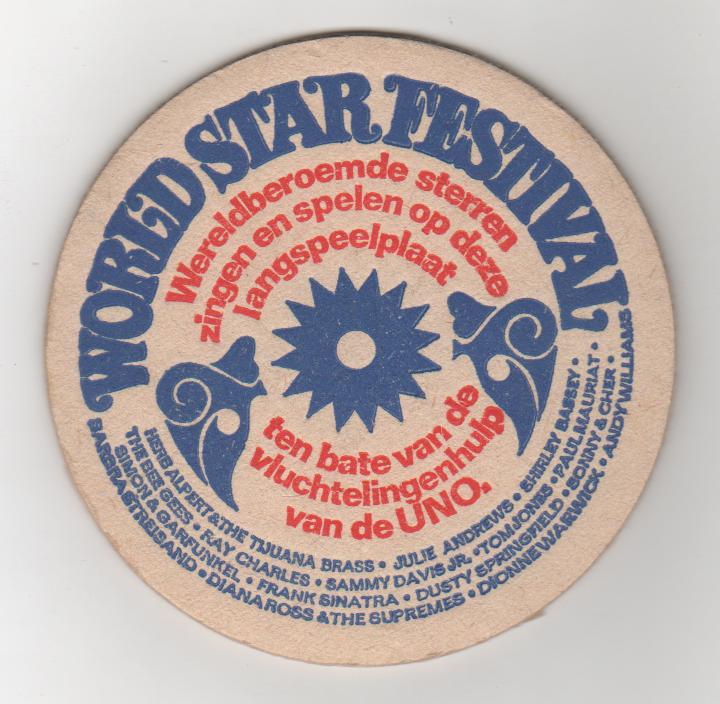 WORLD STAR FESTIVAL
Wereldberoemde sterren
zingen en spelen op deze
langspeelplaat
ten bate van de
vluchtelingenhulp
van de UNO.
HERB ALPERT & THE TIJUANA BRASS • JULIE ANDREWS • SHIRLEY BASSEY •
THE BEE GEES • RAY CHARLES • SAMMY DAVIS JR. • TOM JONES • PAUL MAURIAT •
SIMON & GARFUNKEL • FRANK SINATRA • DUSTY SPRINGFIELD • SONNY & CHER •
BARBRA STREISAND • DIANA ROSS & THE SUPREMES • DIONNE WARWICK • ANDY WILLIAMS